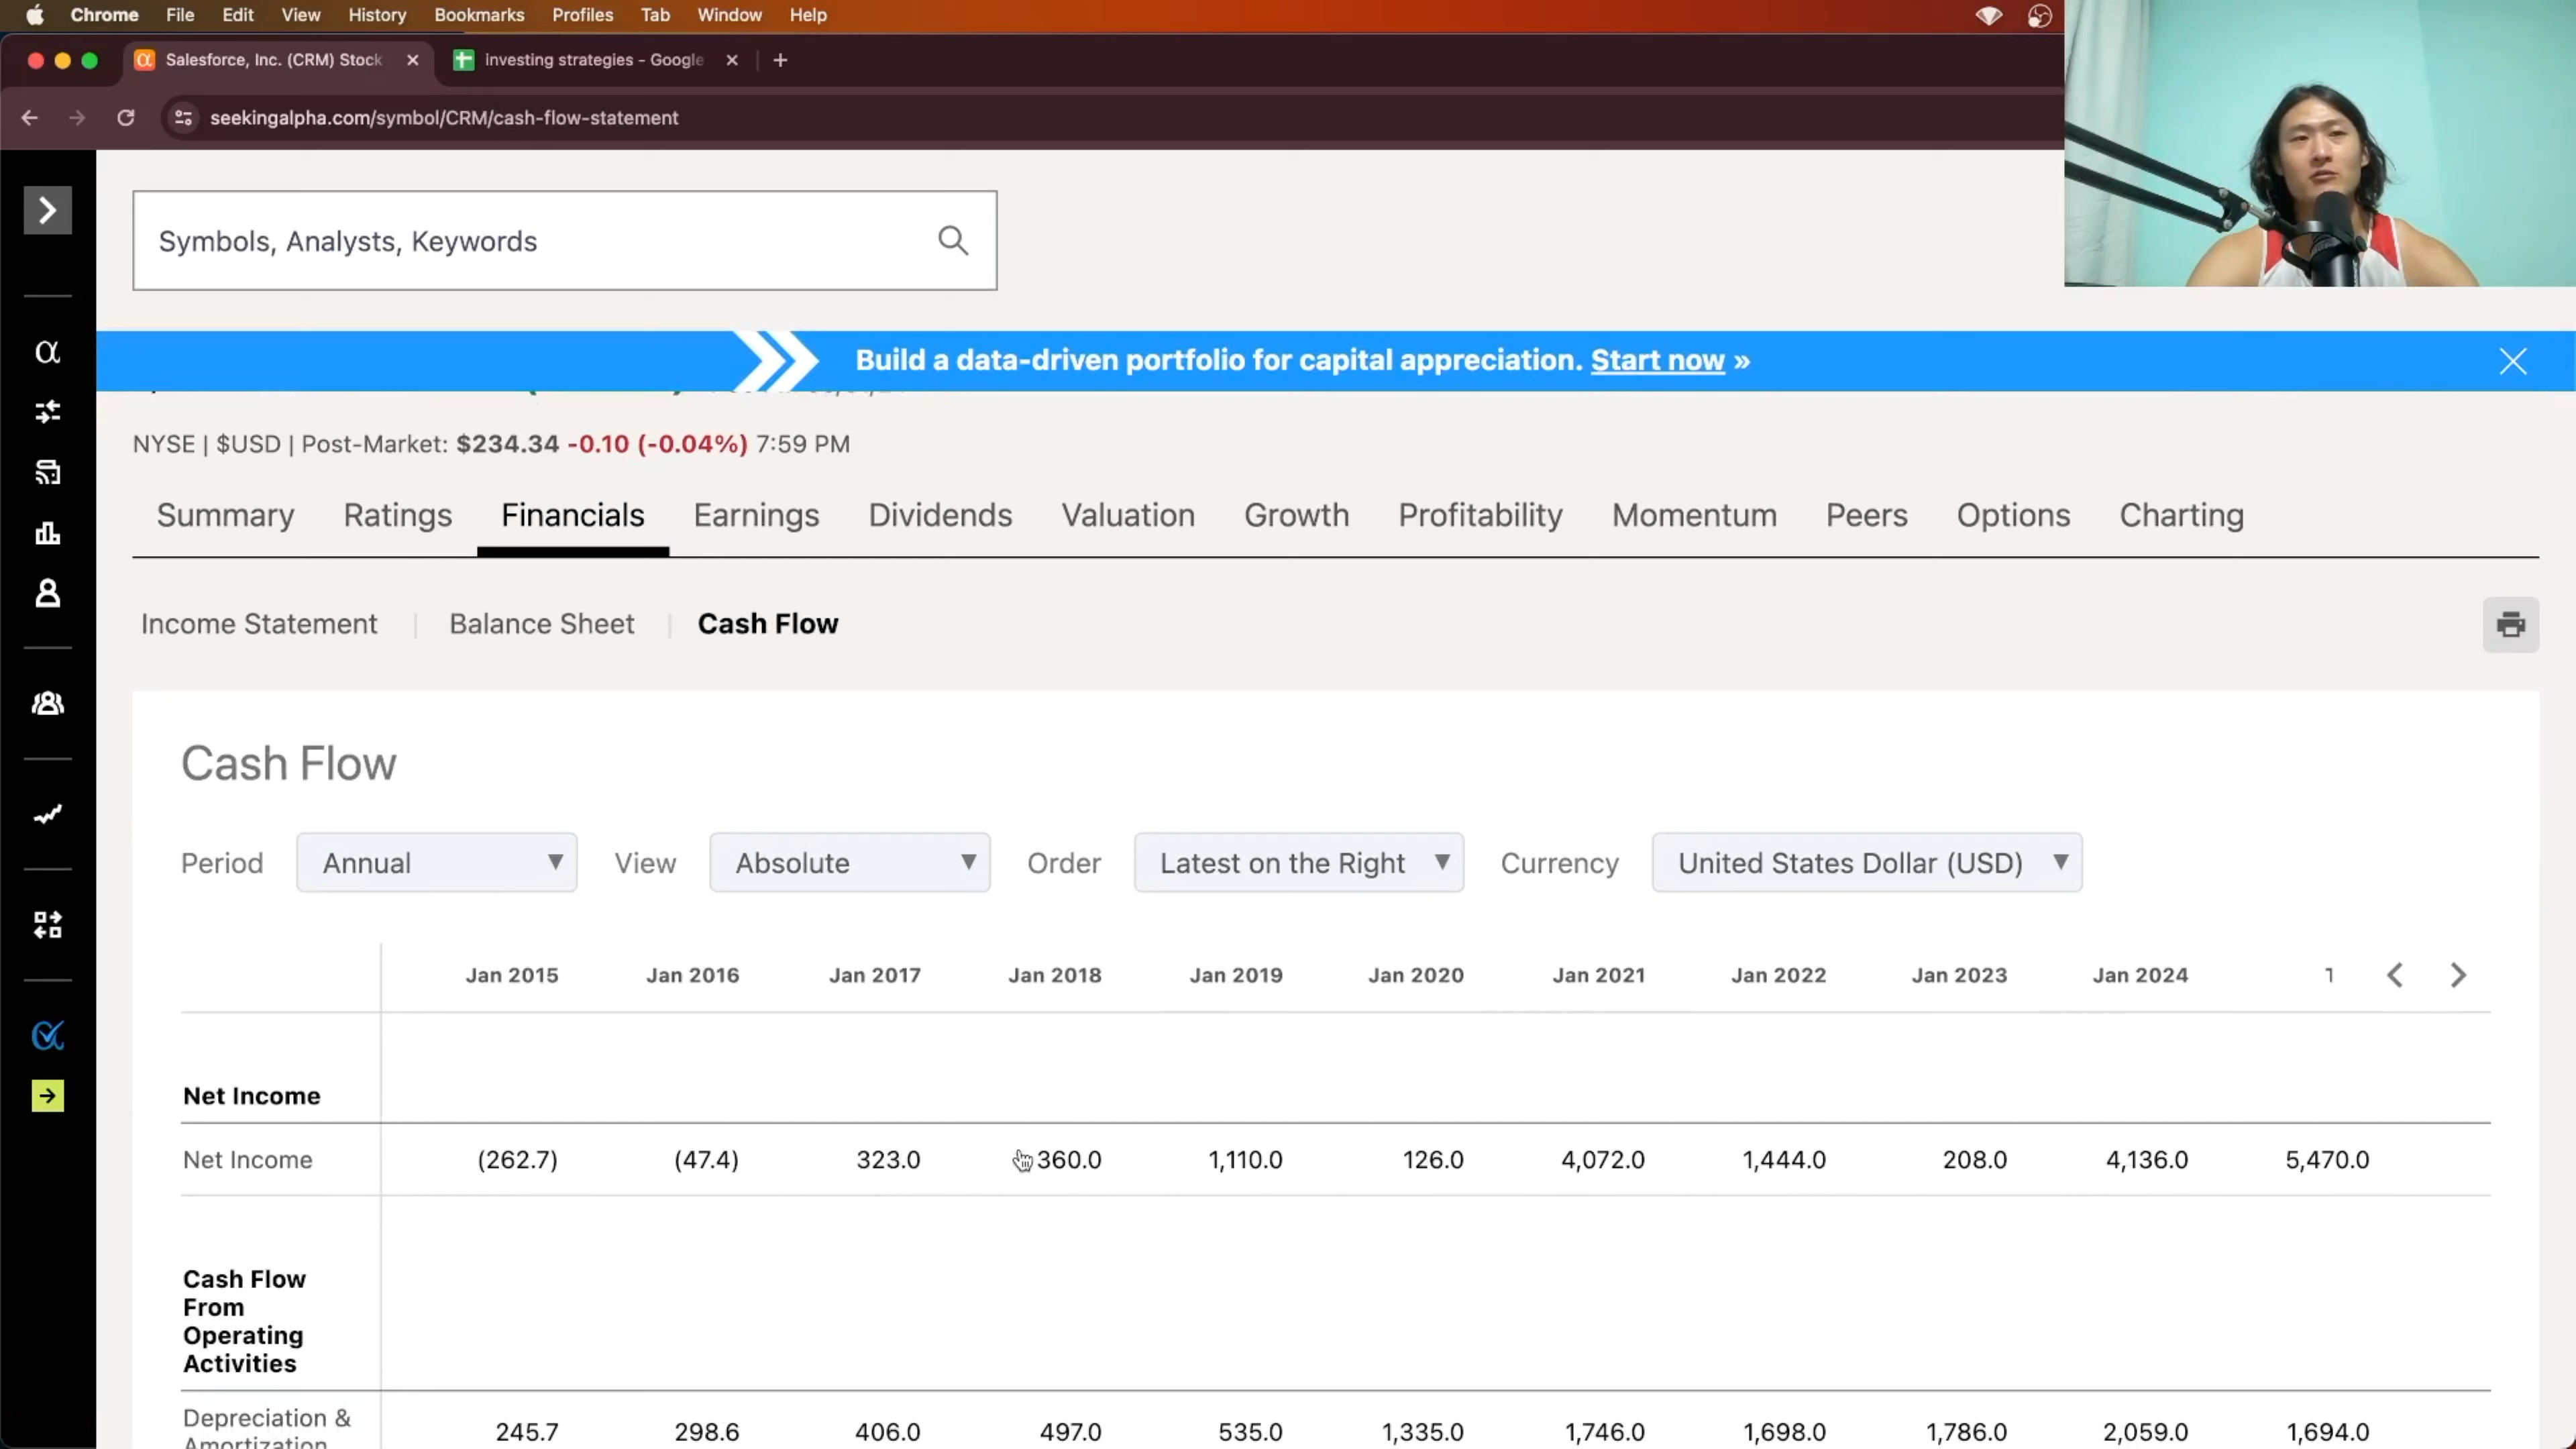 Chrome File Edit View History Bookmarks Profiles Tab Window Help
Salesforce, Inc. (CRM) Stock
investing strategies - Google
seekingalpha.com/symbol/CRM/cash-flow-statement
Symbols, Analysts, Keywords
Build a data-driven portfolio for capital appreciation. Start now »
NYSE | $USD | Post-Market: $234.34 -0.10 (-0.04%) 7:59 PM
Summary Ratings Financials Earnings Dividends Valuation Growth Profitability Momentum Peers Options Charting
Income Statement | Balance Sheet | Cash Flow
Cash Flow
Period Annual View Absolute Order Latest on the Right Currency United States Dollar (USD)
Jan 2015 Jan 2016 Jan 2017 Jan 2018 Jan 2019 Jan 2020 Jan 2021 Jan 2022 Jan 2023 Jan 2024
Net Income
Net Income (262.7) (47.4) 323.0 360.0 1,110.0 126.0 4,072.0 1,444.0 208.0 4,136.0 5,470.0
Cash Flow
From
Operating
Activities
Depreciation &
Amortization 245.7 298.6 406.0 497.0 535.0 1,335.0 1,746.0 1,698.0 1,786.0 2,059.0 1,694.0